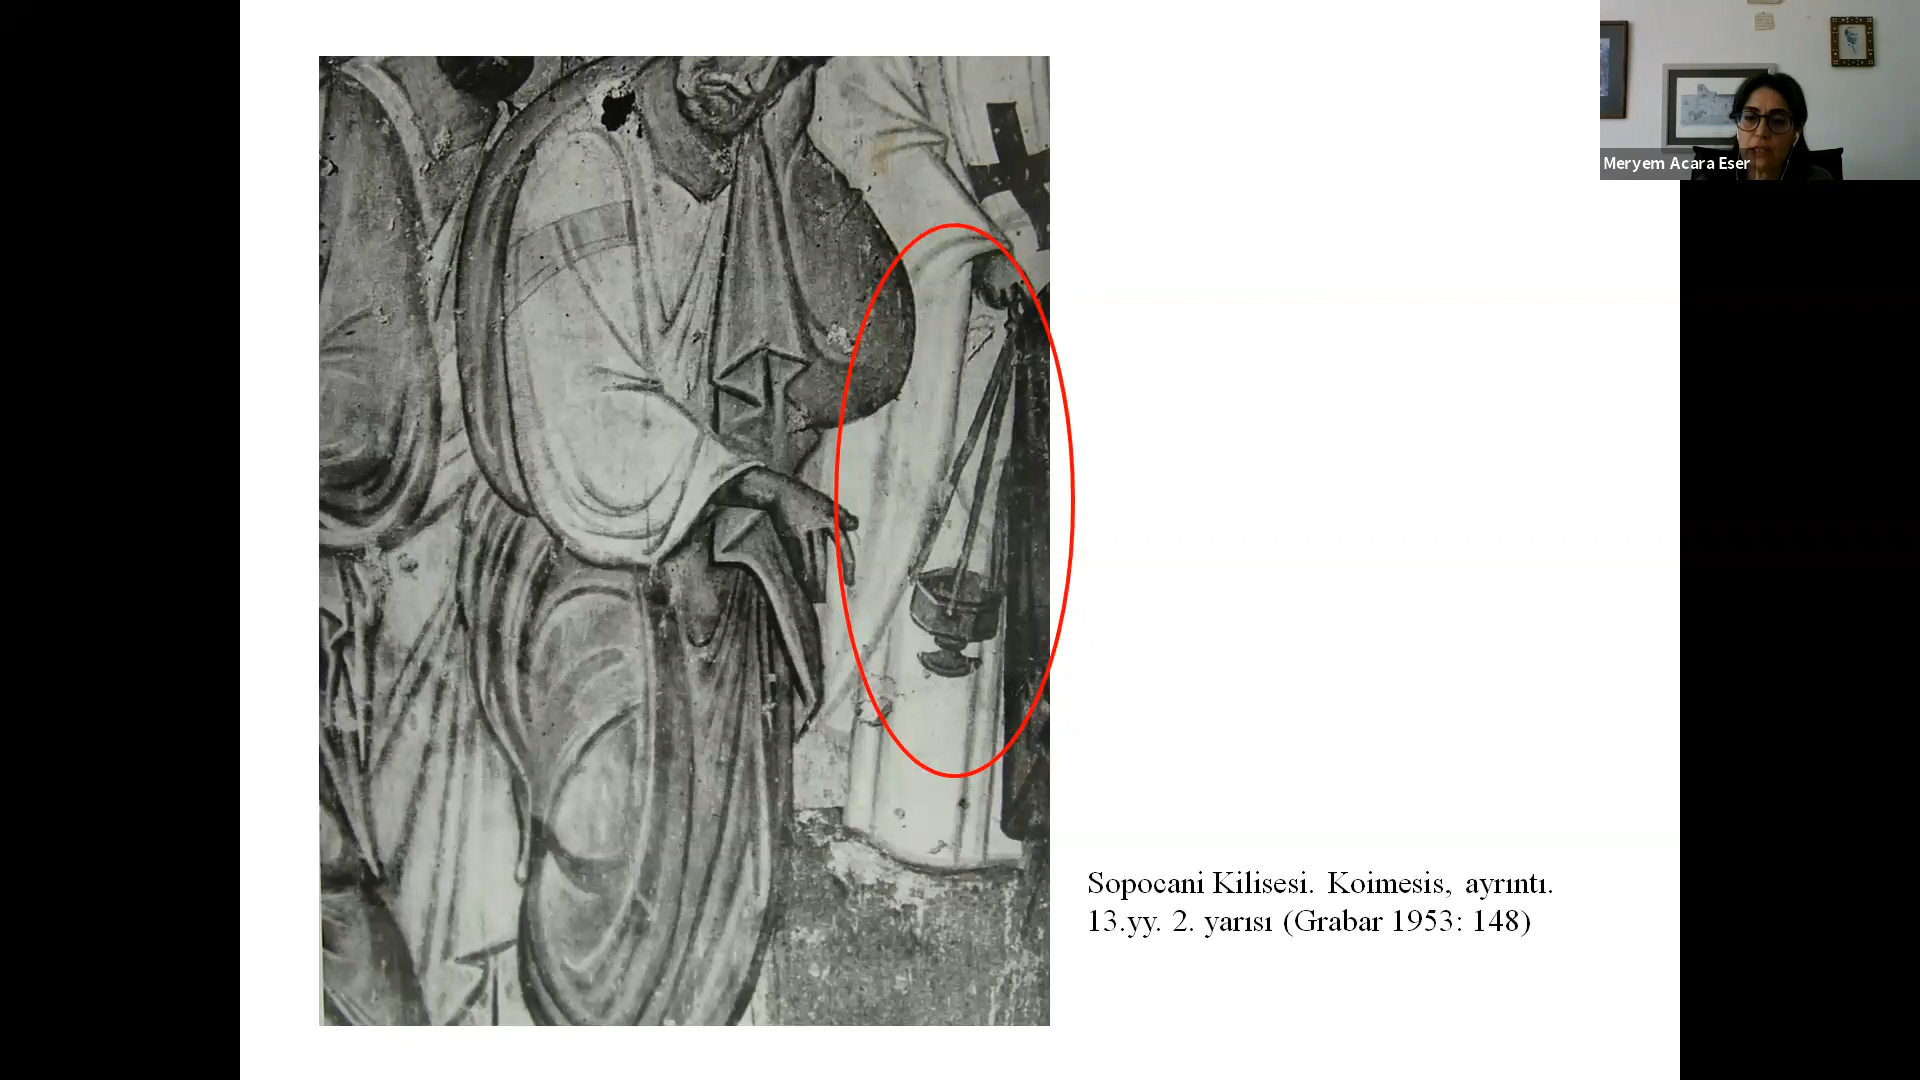 Meryem Acara Eser
Sopocani Kilisesi. Koimesis, ayrıntı.
13.yy. 2. yarısı (Grabar 1953: 148)